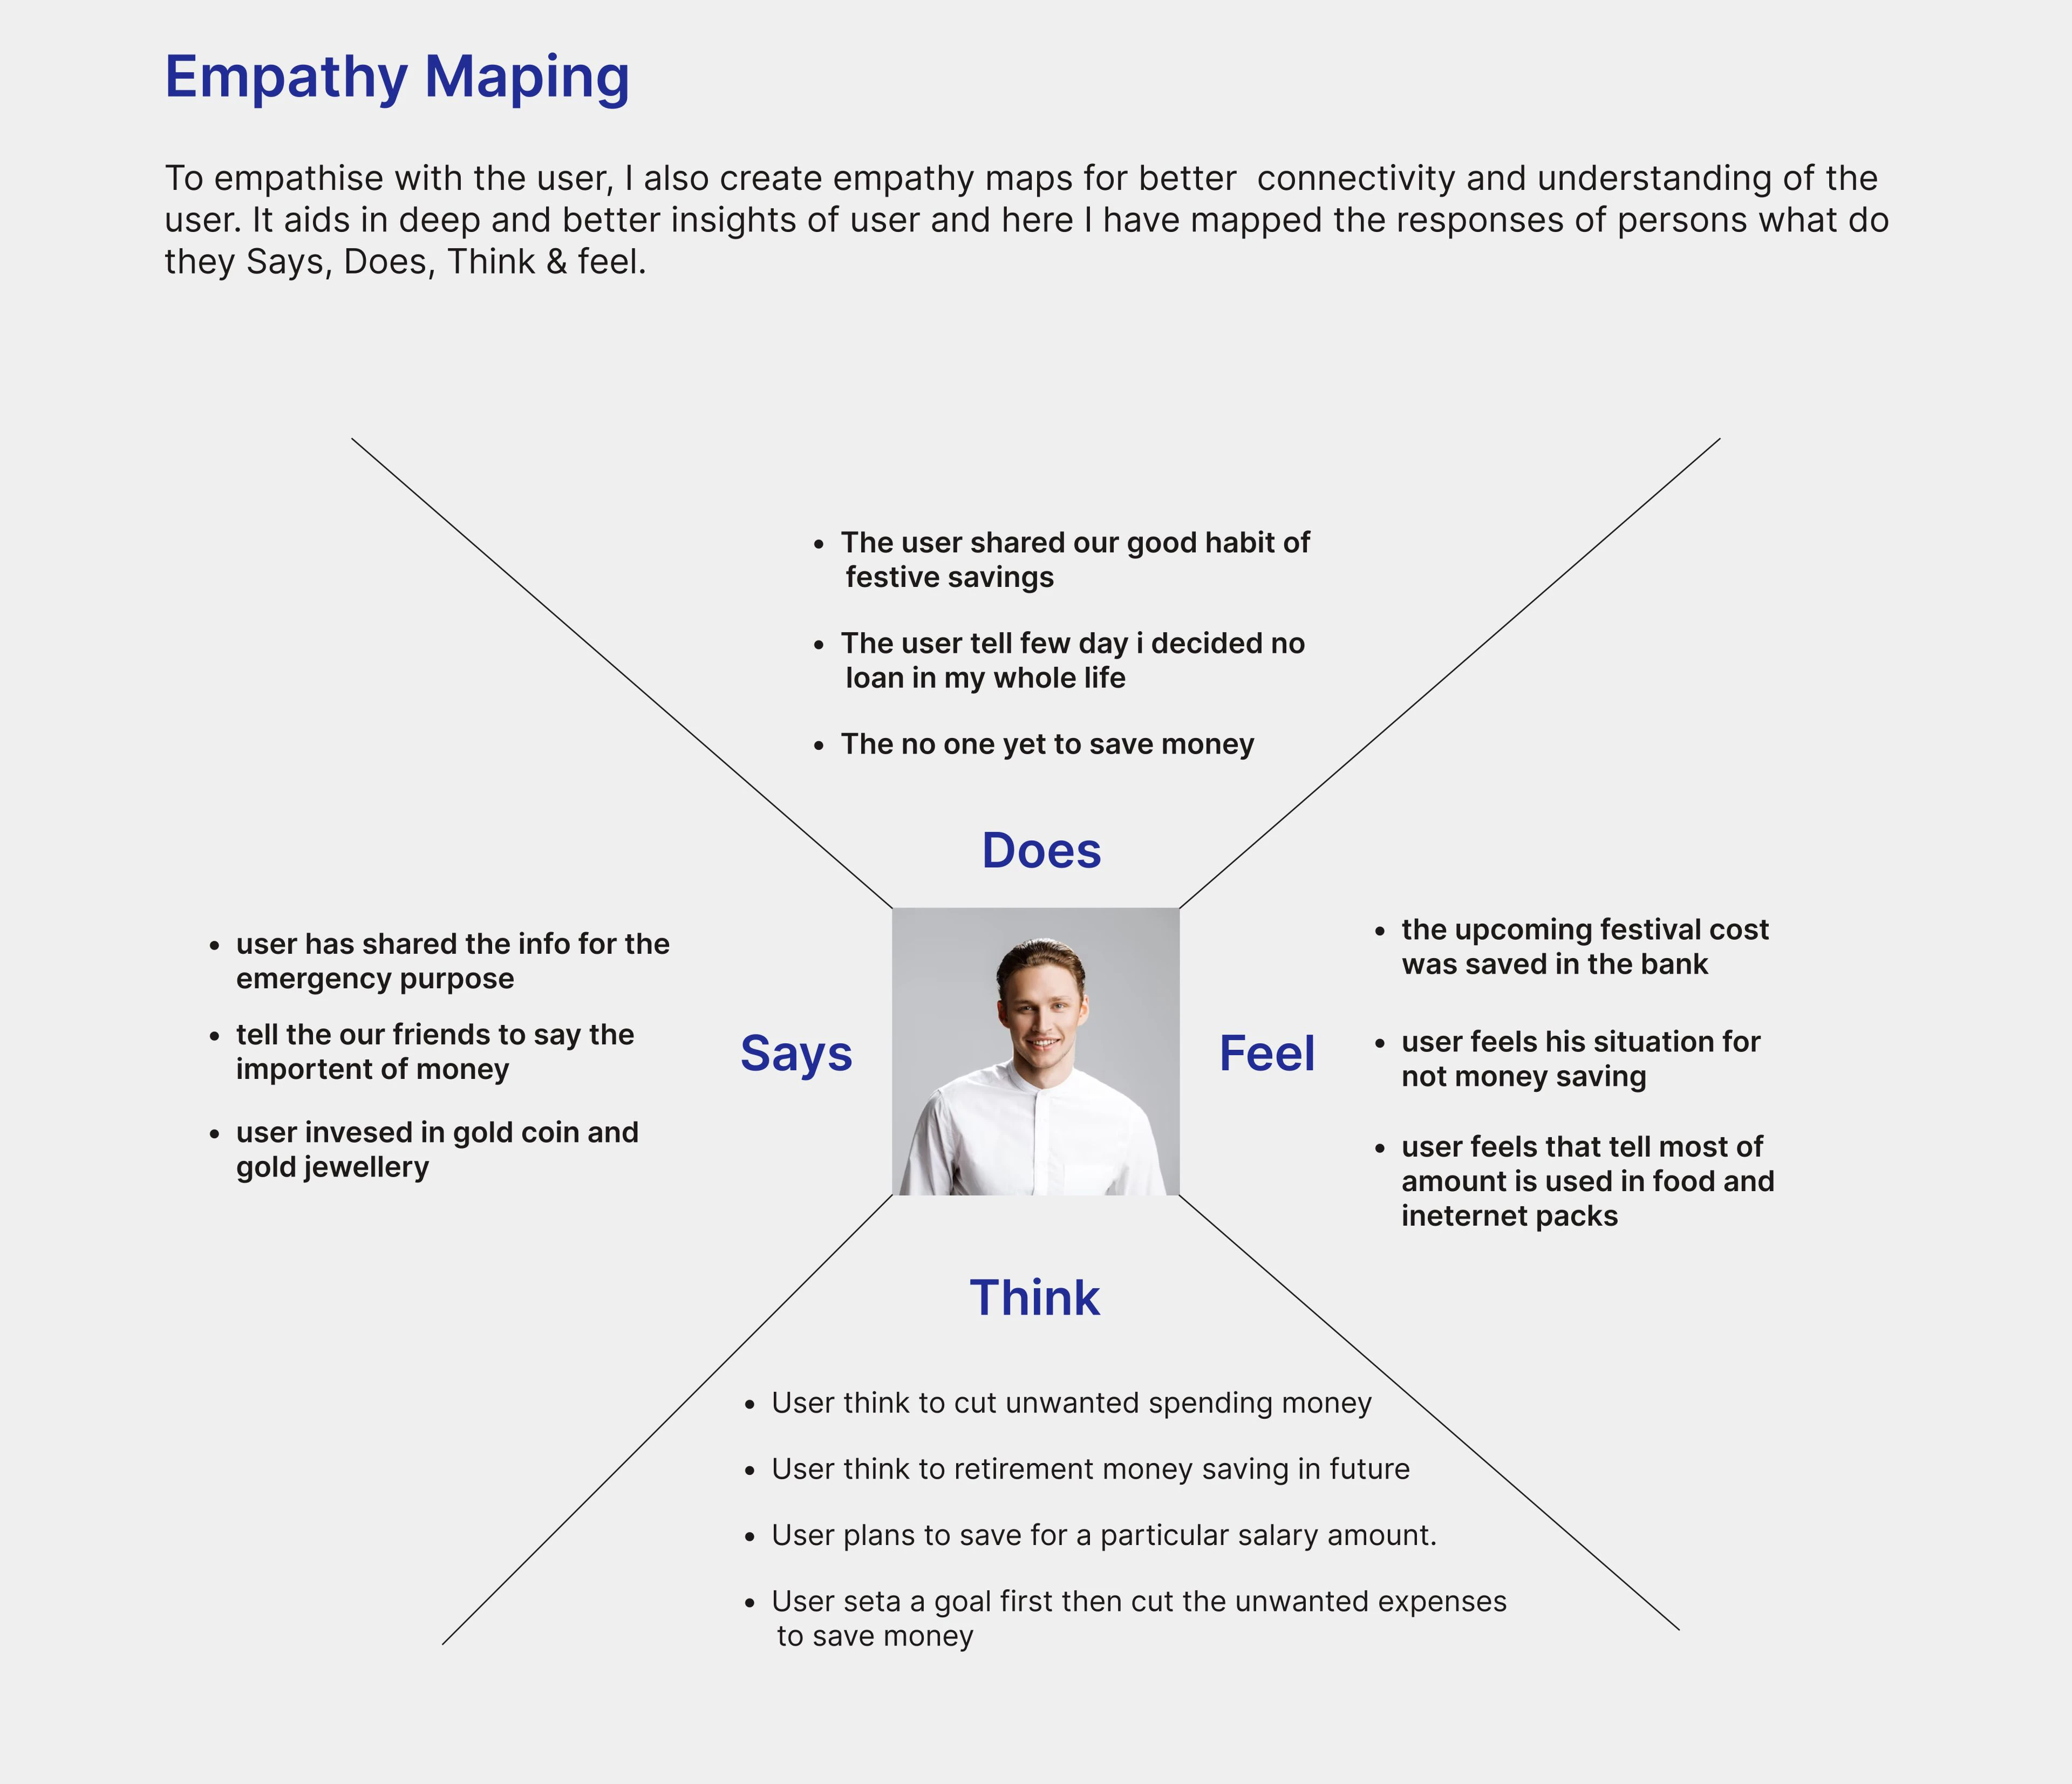 Empathy Maping
To empathise with the user, I also create empathy maps for better  connectivity and understanding of the
user. It aids in deep and better insights of user and here I have mapped the responses of persons what do
they Says, Does, Think & feel.
• The user shared our good habit of
festive savings
• The user tell few day i decided no
loan in my whole life
• The no one yet to save money
Does
• user has shared the info for the
emergency purpose
• tell the our friends to say the
importent of money
• user invesed in gold coin and
gold jewellery
Says
Feel
• the upcoming festival cost
was saved in the bank
• user feels his situation for
not money saving
• user feels that tell most of
amount is used in food and
ineternet packs
Think
• User think to cut unwanted spending money
• User think to retirement money saving in future
• User plans to save for a particular salary amount.
• User seta a goal first then cut the unwanted expenses
to save money